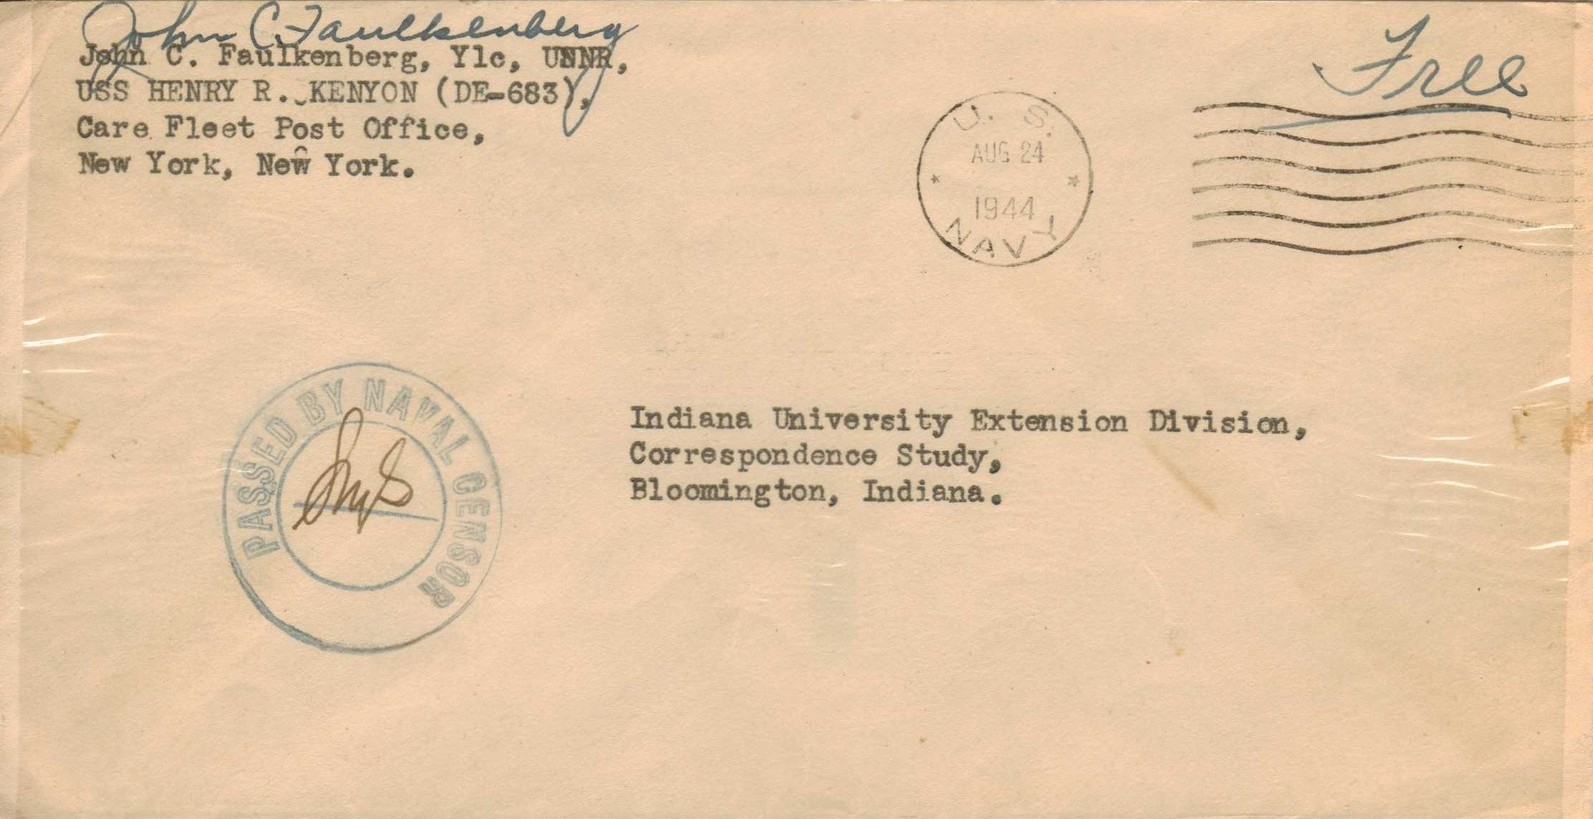 John C. Faulkenberg
John C. Faulkenberg, Y1c, USNR,
USS HENRY R. KENYON (DE-683),
Care Fleet Post Office,
New York, New York.
Free
U. S.
AUG 24
1944
NAVY
PASSED BY NAVAL CENSOR
Indiana University Extension Division,
Correspondence Study,
Bloomington, Indiana.